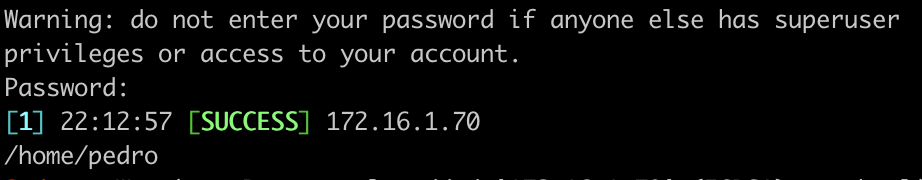 Warning: do not enter your password if anyone else has superuser
privileges or access to your account.
Password:
[1] 22:12:57 [SUCCESS] 172.16.1.70
/home/pedro